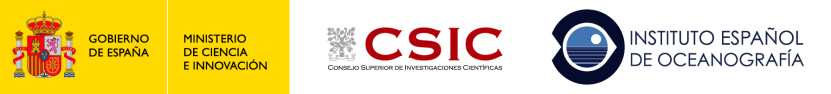 GOBIERNO
DE ESPAÑA
MINISTERIO
DE CIENCIA
E INNOVACIÓN
CSIC
CONSEJO SUPERIOR DE INVESTIGACIONES CIENTÍFICAS
INSTITUTO ESPAÑOL
DE OCEANOGRAFÍA